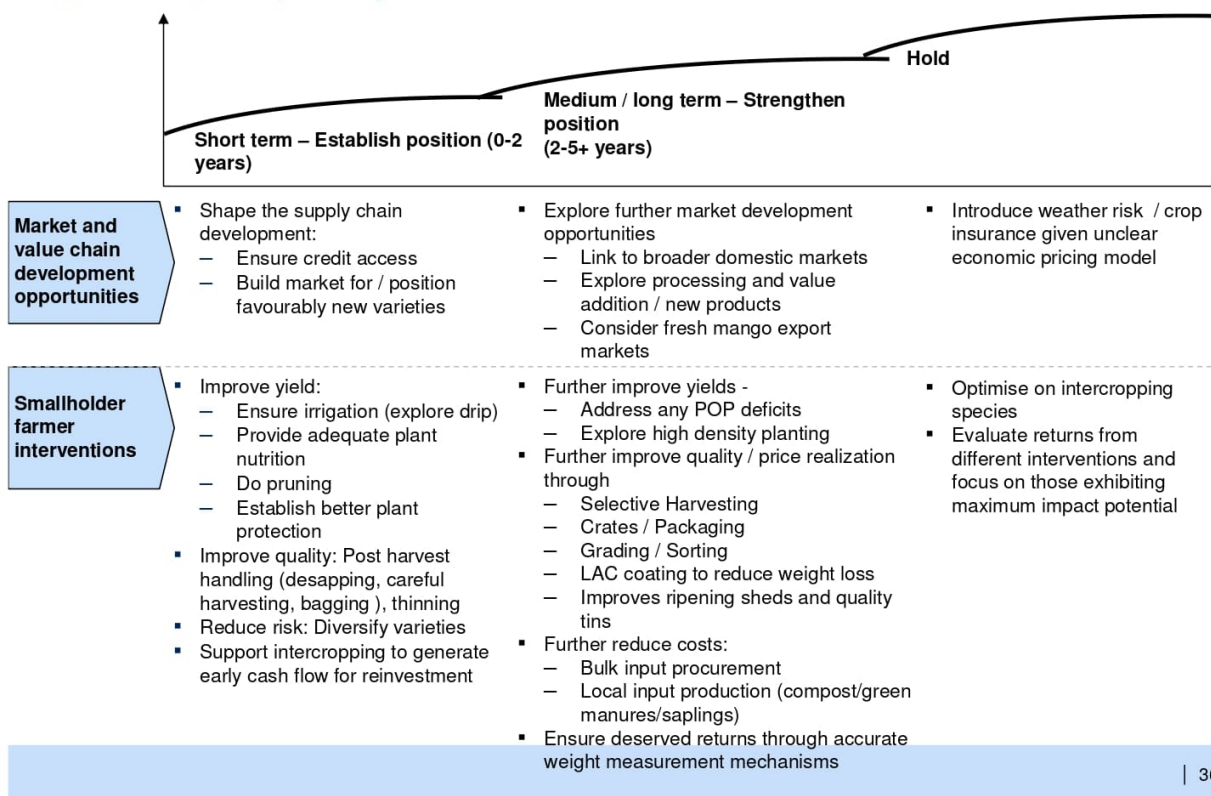 Hold
Medium / long term – Strengthen
position
(2-5+ years)
Short term – Establish position (0-2
years)
Market and
value chain
development
opportunities
▪ Shape the supply chain
development:
– Ensure credit access
– Build market for / position
favourably new varieties
▪ Explore further market development
opportunities
– Link to broader domestic markets
– Explore processing and value
addition / new products
– Consider fresh mango export
markets
▪ Introduce weather risk / crop
insurance given unclear
economic pricing model
Smallholder
farmer
interventions
▪ Improve yield:
– Ensure irrigation (explore drip)
– Provide adequate plant
nutrition
– Do pruning
– Establish better plant
protection
▪ Improve quality: Post harvest
handling (desapping, careful
harvesting, bagging ), thinning
▪ Reduce risk: Diversify varieties
▪ Support intercropping to generate
early cash flow for reinvestment
▪ Further improve yields -
– Address any POP deficits
– Explore high density planting
▪ Further improve quality / price realization
through
– Selective Harvesting
– Crates / Packaging
– Grading / Sorting
– LAC coating to reduce weight loss
– Improves ripening sheds and quality
tins
▪ Further reduce costs:
– Bulk input procurement
– Local input production (compost/green
manures/saplings)
▪ Ensure deserved returns through accurate
weight measurement mechanisms
▪ Optimise on intercropping
species
▪ Evaluate returns from
different interventions and
focus on those exhibiting
maximum impact potential